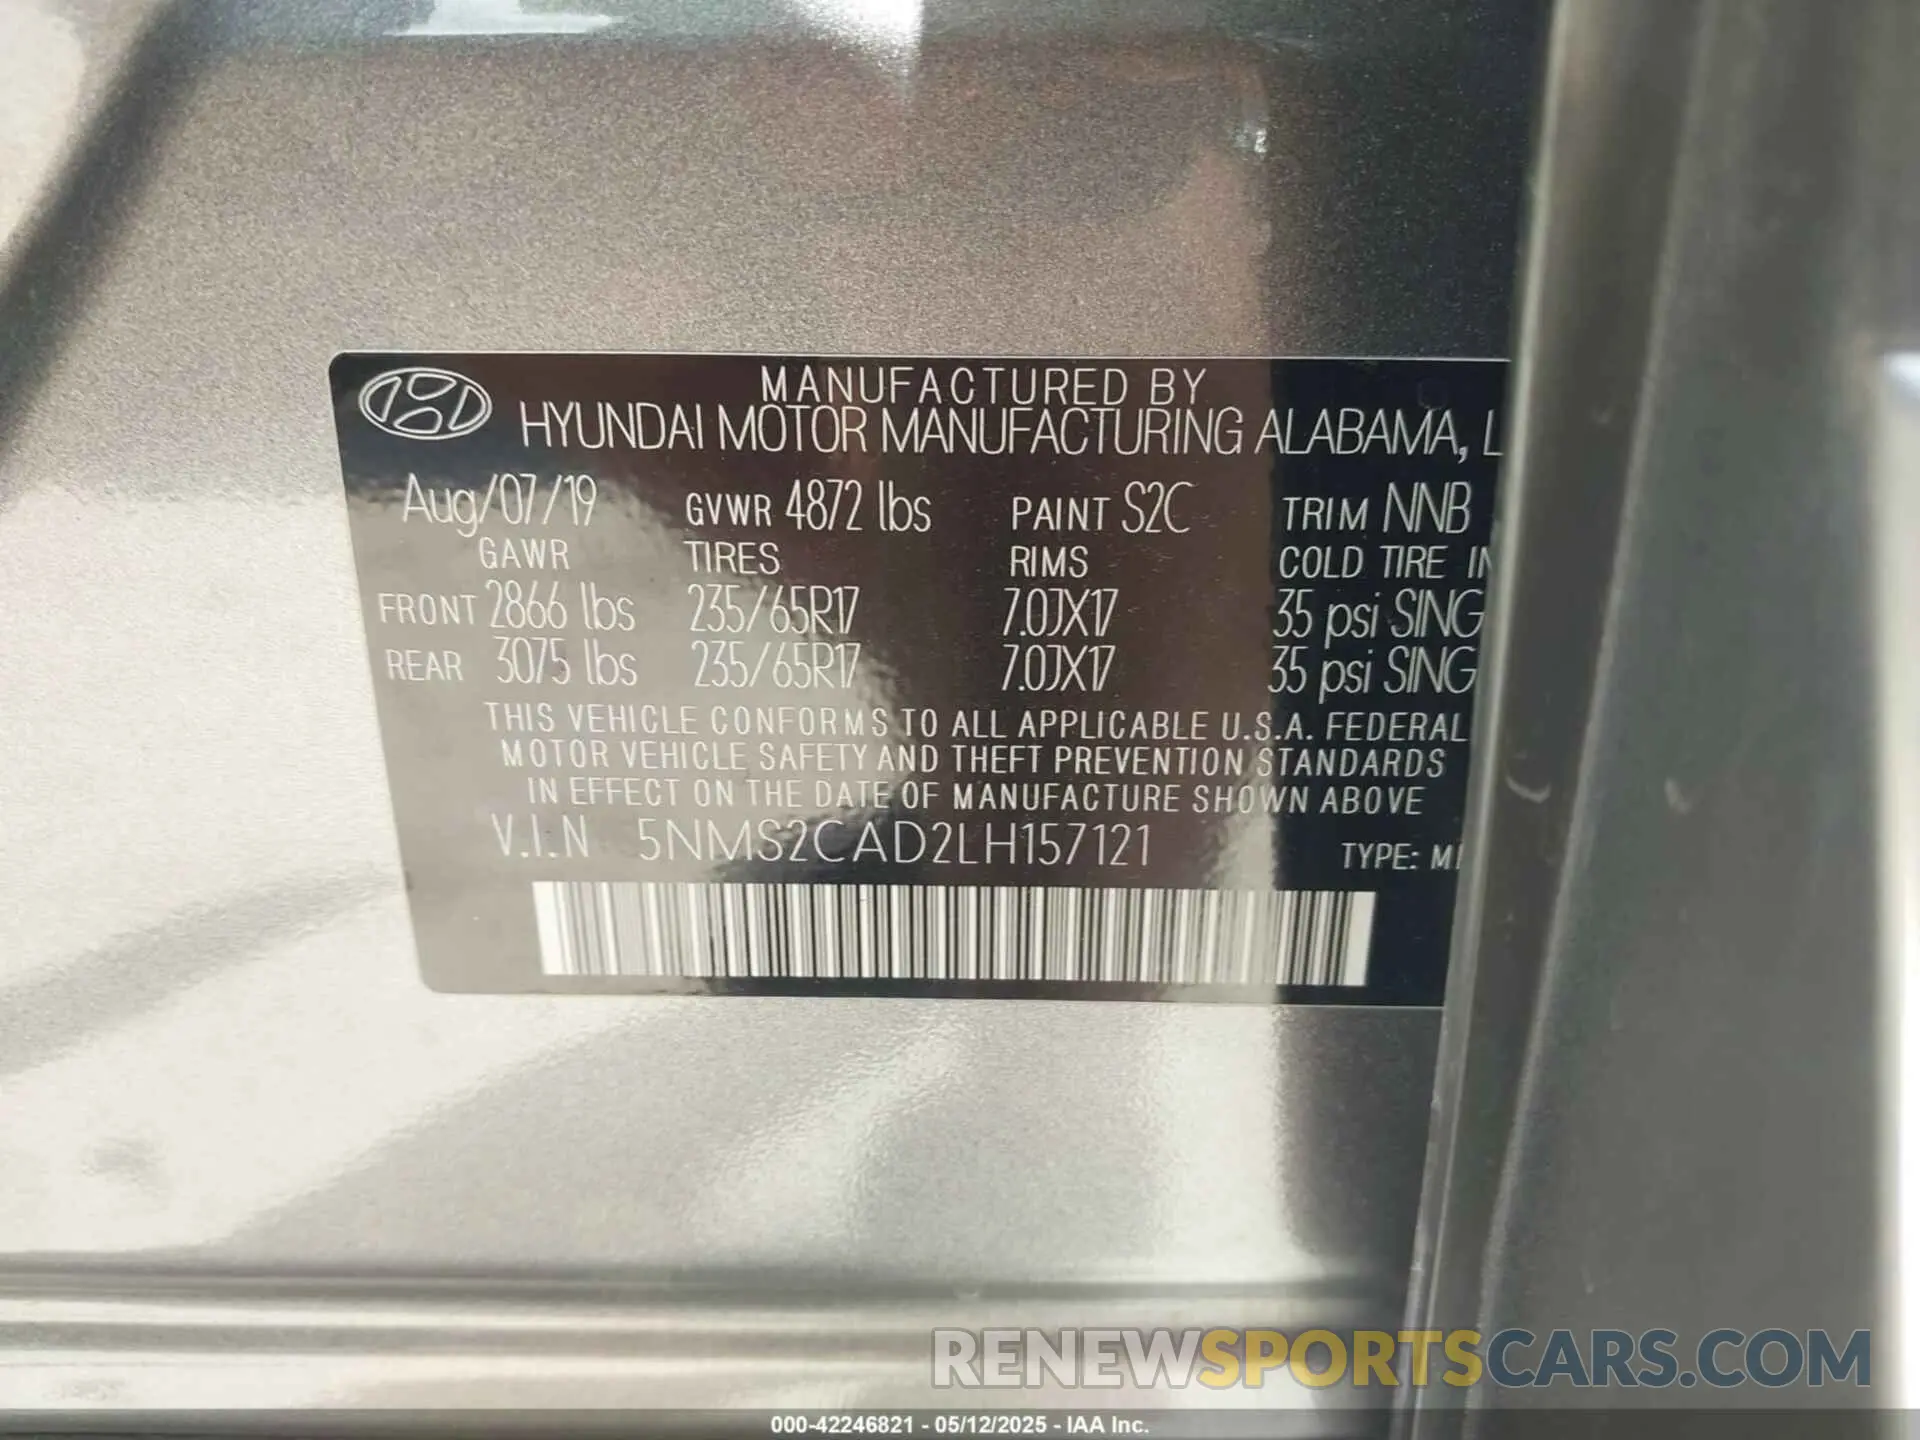 MANUFACTURED BY
HYUNDAI MOTOR MANUFACTURING ALABAMA, L
Aug/07/19 GVWR 4872 lbs PAINT S2C TRIM NNB
GAWR TIRES RIMS COLD TIRE IN
FRONT 2866 lbs 235/65R17 7.0JX17 35 psi SING
REAR 3075 lbs 235/65R17 7.0JX17 35 psi SING
THIS VEHICLE CONFORMS TO ALL APPLICABLE U.S.A. FEDERAL
MOTOR VEHICLE SAFETY AND THEFT PREVENTION STANDARDS
IN EFFECT ON THE DATE OF MANUFACTURE SHOWN ABOVE
V.I.N 5NMS2CAD2LH157121 TYPE:
RENEWSPORTSCARS.COM
000-42246821 - 05/12/2025 - IAA Inc.